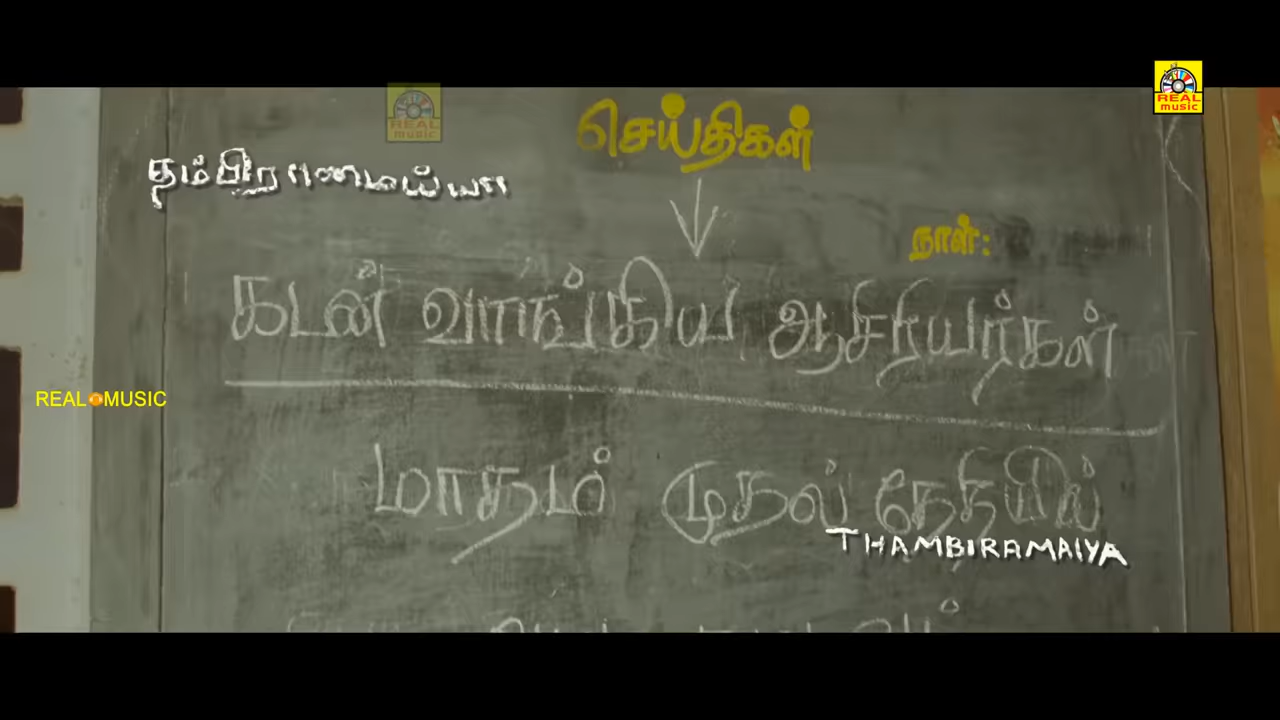 REAL music
REAL music
செய்திகள்
தம்பிராமைய்யா
நாள்:
கடன் வாங்கிய ஆசிரியர்கள்
REAL MUSIC
மாதம் முதல் தேதியில்
THAMBIRAMAIYA